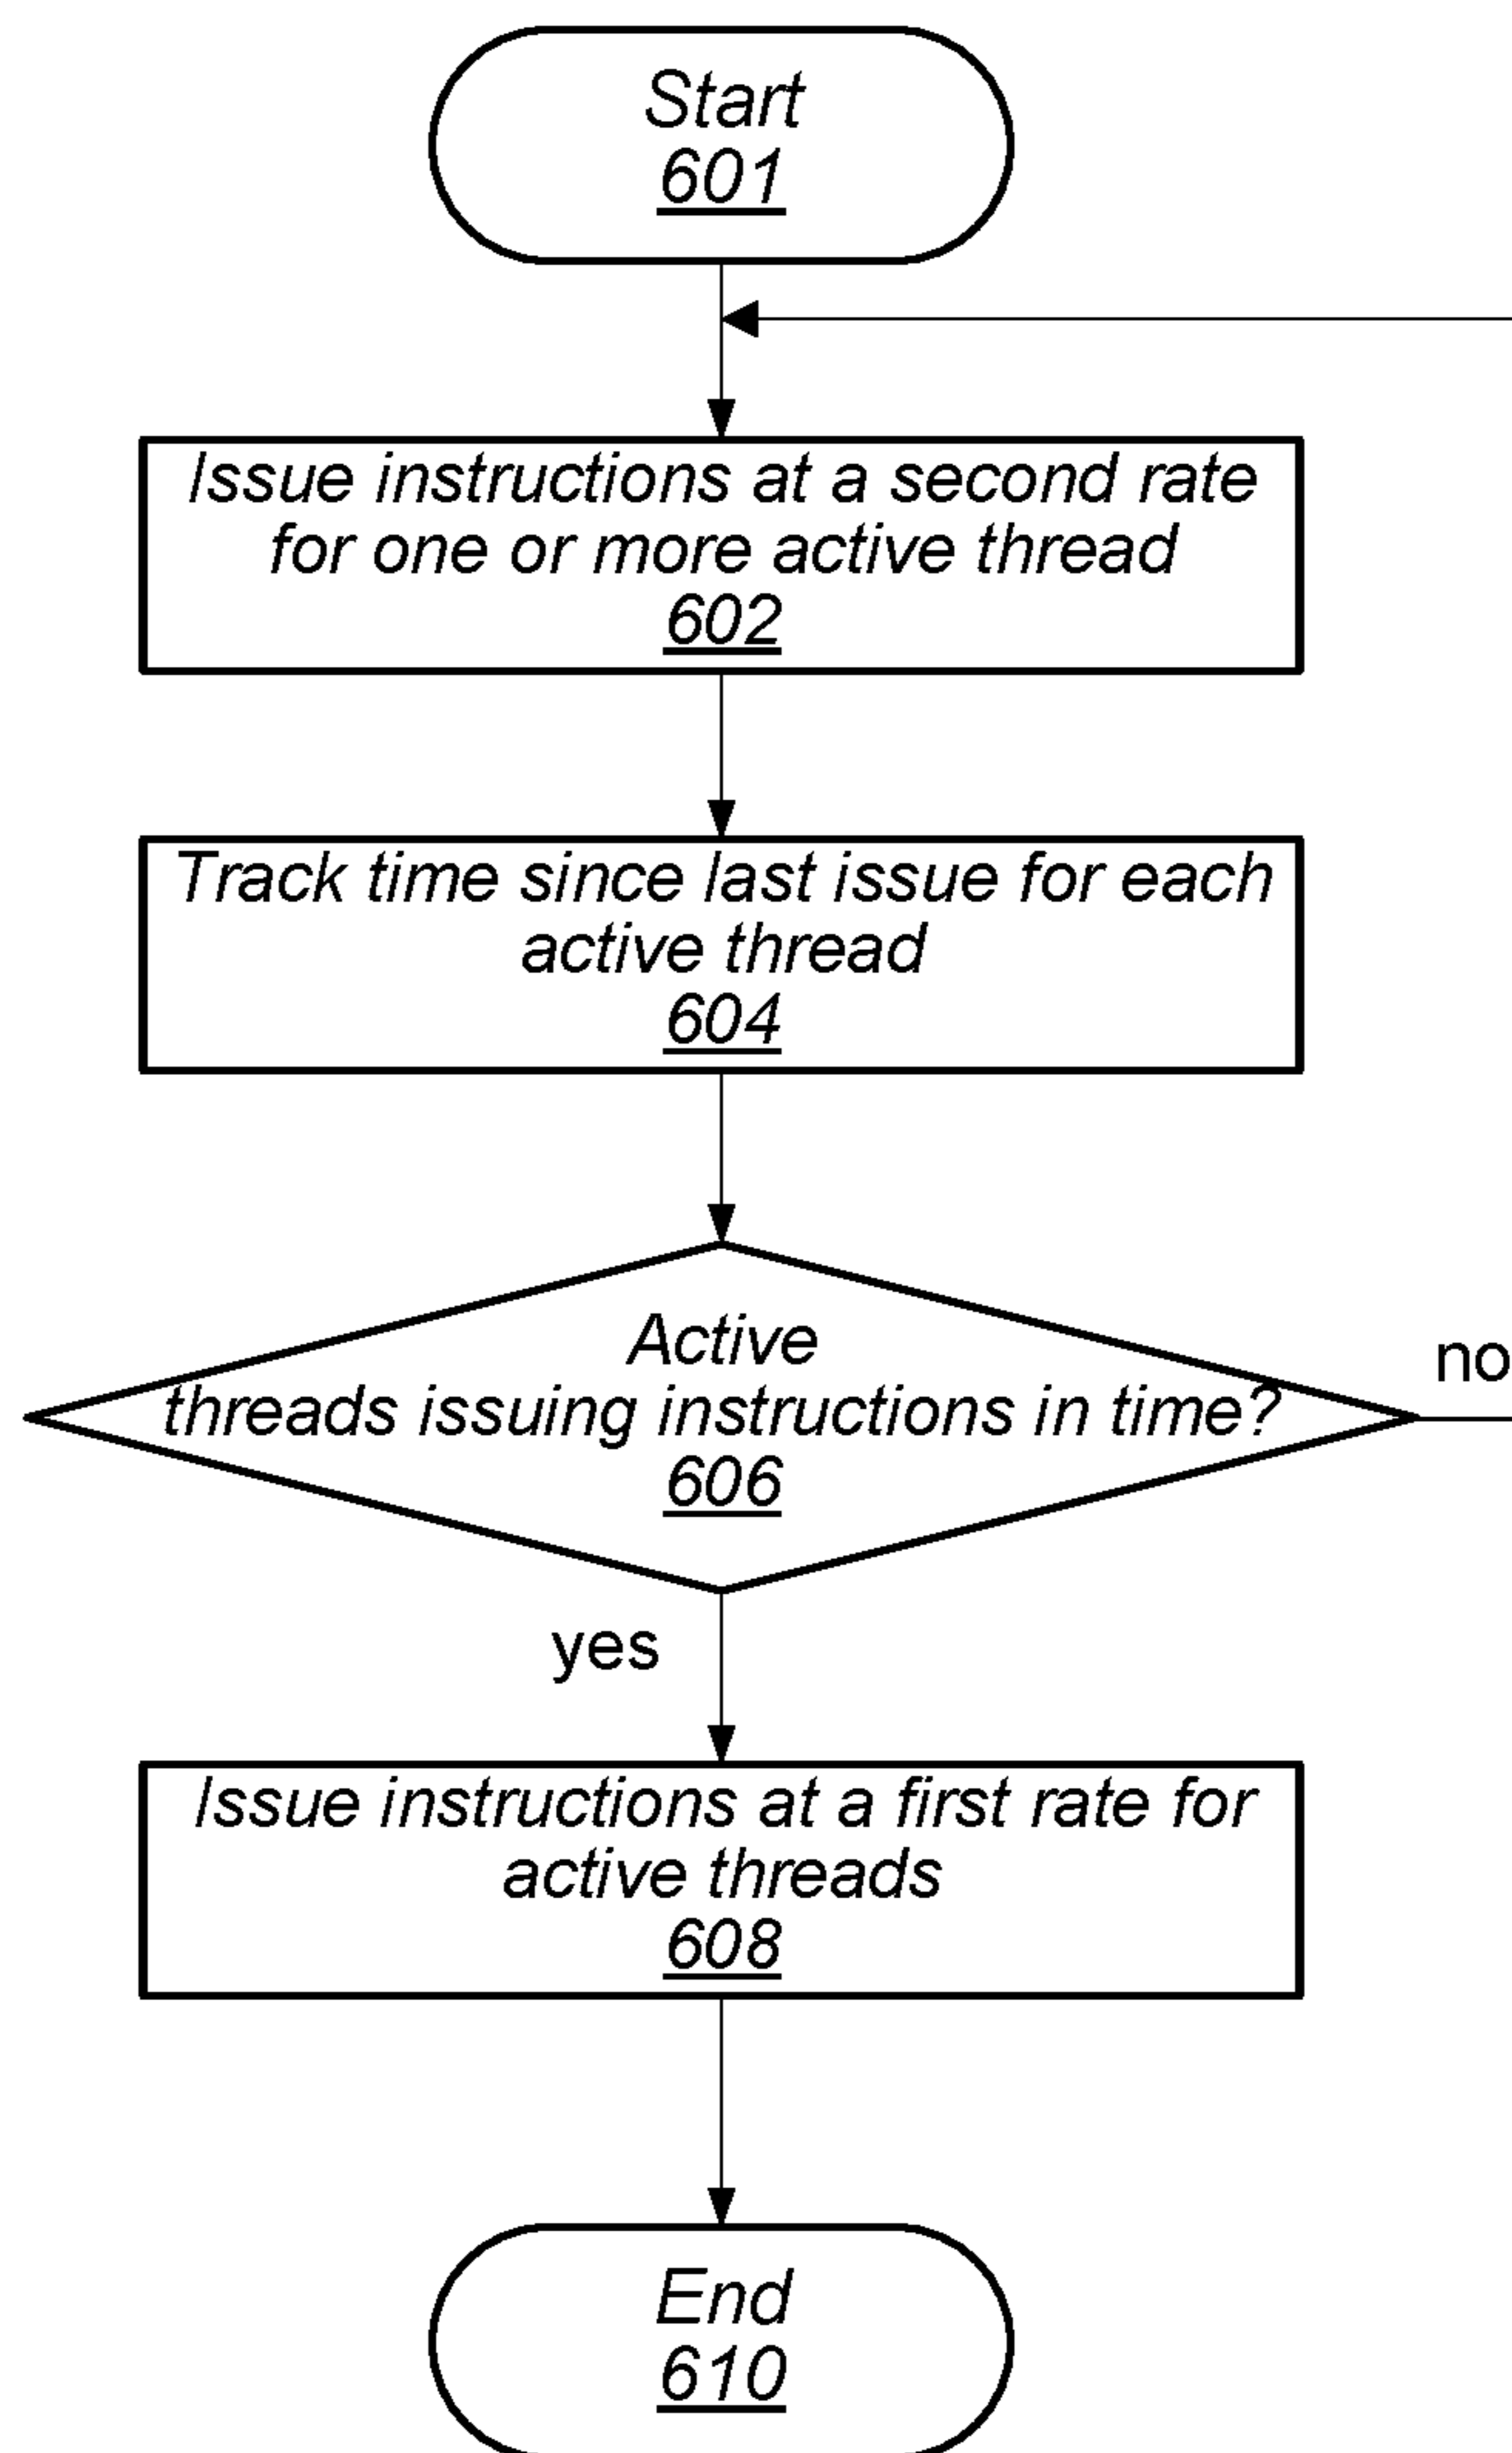 Start
601
Issue instructions at a second rate
for one or more active thread
602
Track time since last issue for each
active thread
604
Active
threads issuing instructions in time?
606
no
yes
Issue instructions at a first rate for
active threads
608
End
610